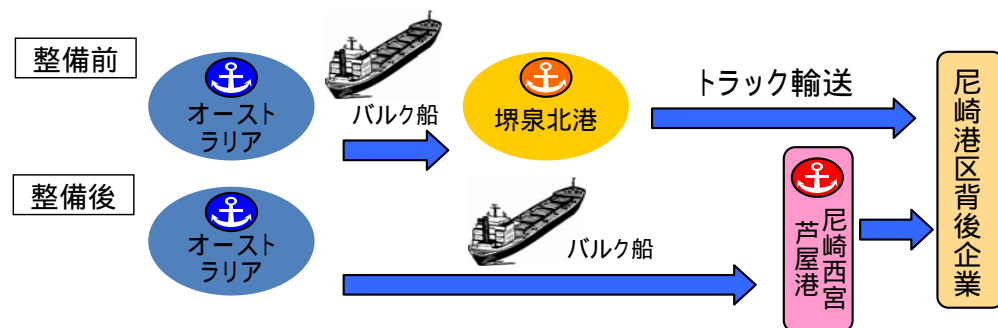 整備前
オースト
ラリア
バルク船
堺泉北港
トラック輸送
尼崎港区背後企業
整備後
オースト
ラリア
バルク船
尼崎西宮
芦屋港